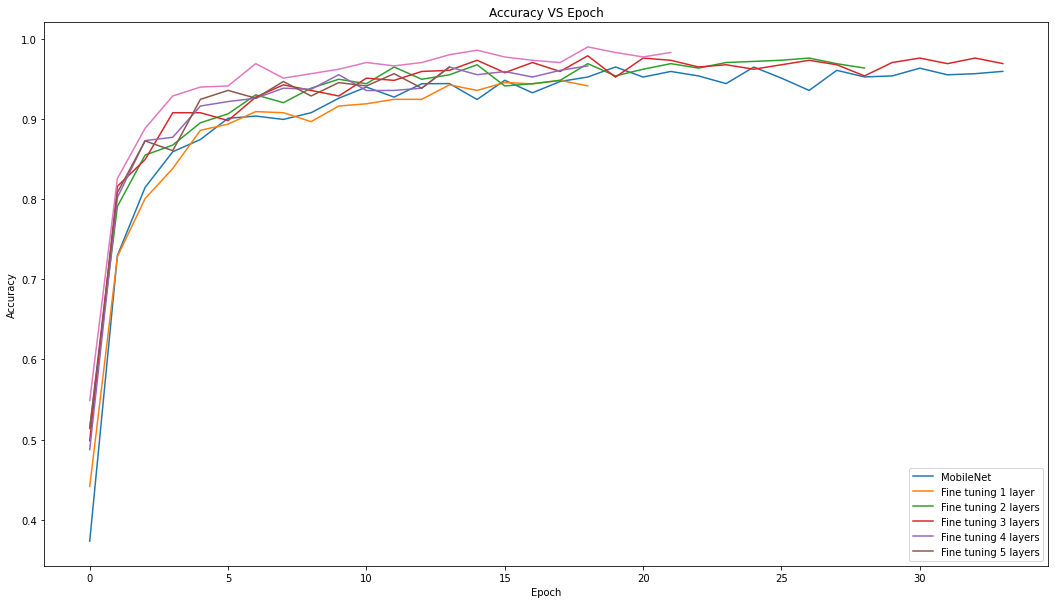 Accuracy VS Epoch
1.0
0.9
0.8
0.7
0.6
0.5
0.4
Accuracy
MobileNet
Fine tuning 1 layer
Fine tuning 2 layers
Fine tuning 3 layers
Fine tuning 4 layers
Fine tuning 5 layers
0 5 10 15 20 25 30
Epoch